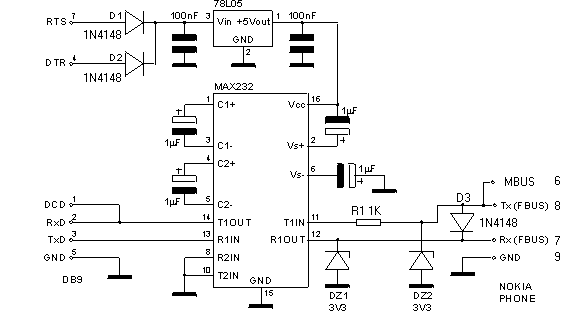 78L05
RTS 7 D1 1N4148 100nF 3 Vin +5Vout 1 100nF
GND
2
DTR 4 D2 1N4148
MAX232
1 C1+ Vcc 16
+ 1µF 1µF +
3 C1- Vs+ 2
4 C2+ Vs- 6 1µF +
+ 1µF
5 C2-
MBUS 6
DCD 1 D3 Tx(FBUS) 8
RxD 2 14 T1OUT T1IN 11 R1 1K 1N4148
TxD 3 13 R1IN R1OUT 12 Rx(FBUS) 7
GND 5 8 R2IN GND 9
DB9 10 T2IN
GND
15
DZ1 DZ2
3V3 3V3
NOKIA
PHONE